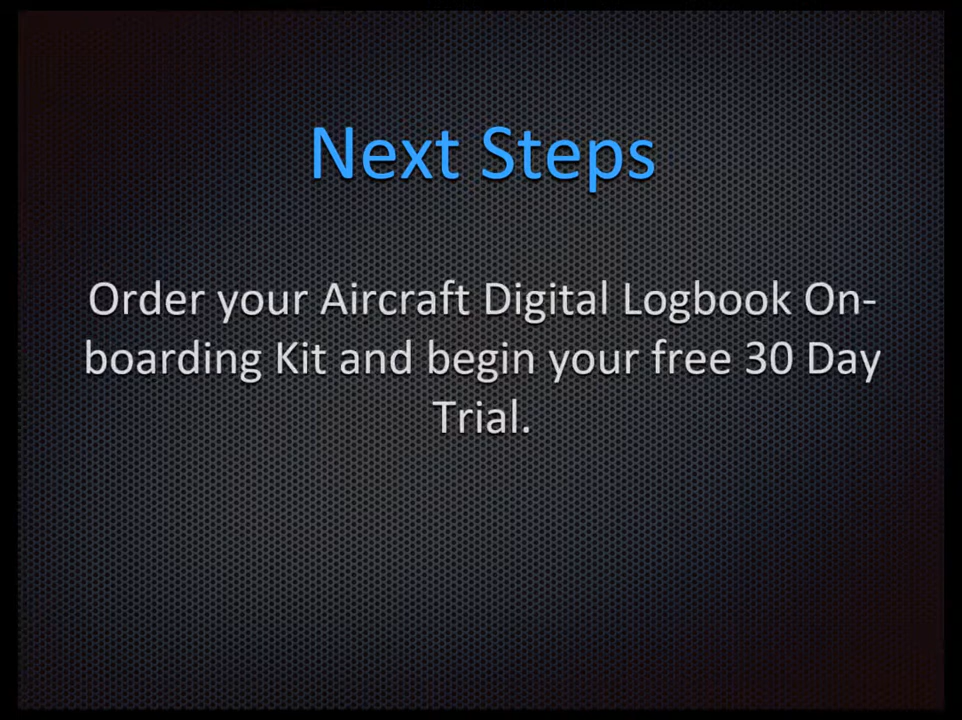 Next Steps
Order your Aircraft Digital Logbook On-
boarding Kit and begin your free 30 Day
Trial.